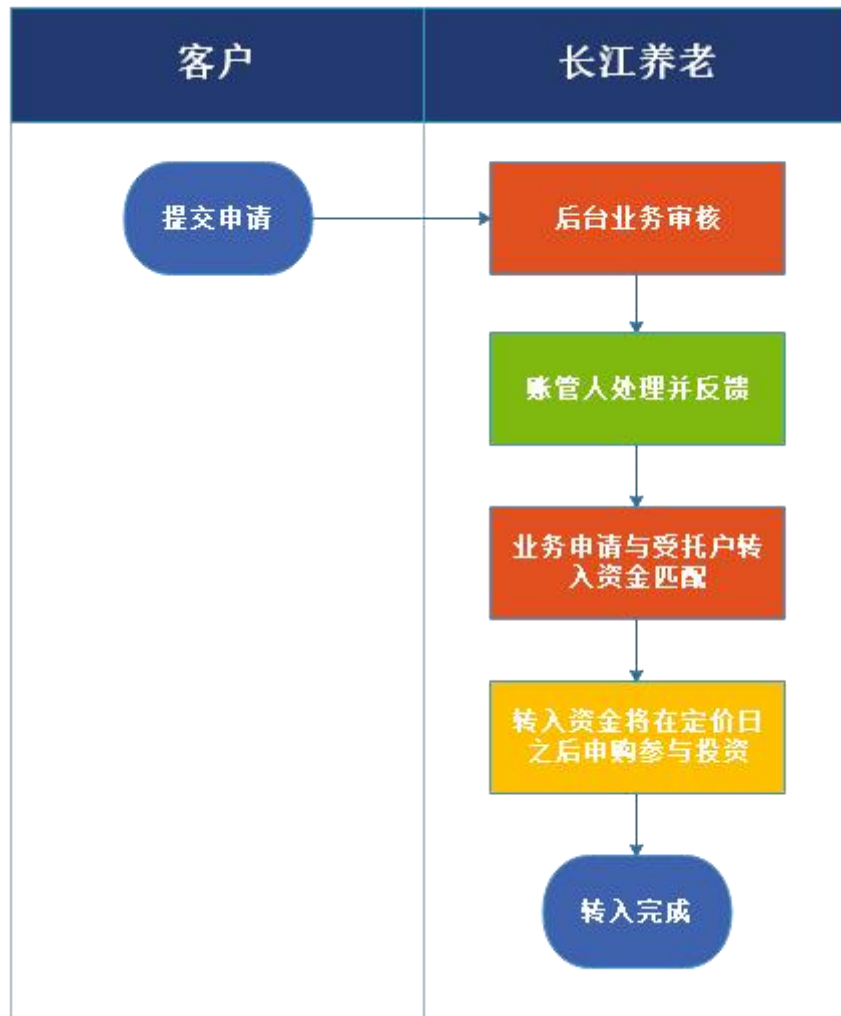 客户
长江养老
提交申请
后台业务审核
账管人处理并反馈
业务申请与受托户转
入资金匹配
转入资金将在定价日
之后申购参与投资
转入完成